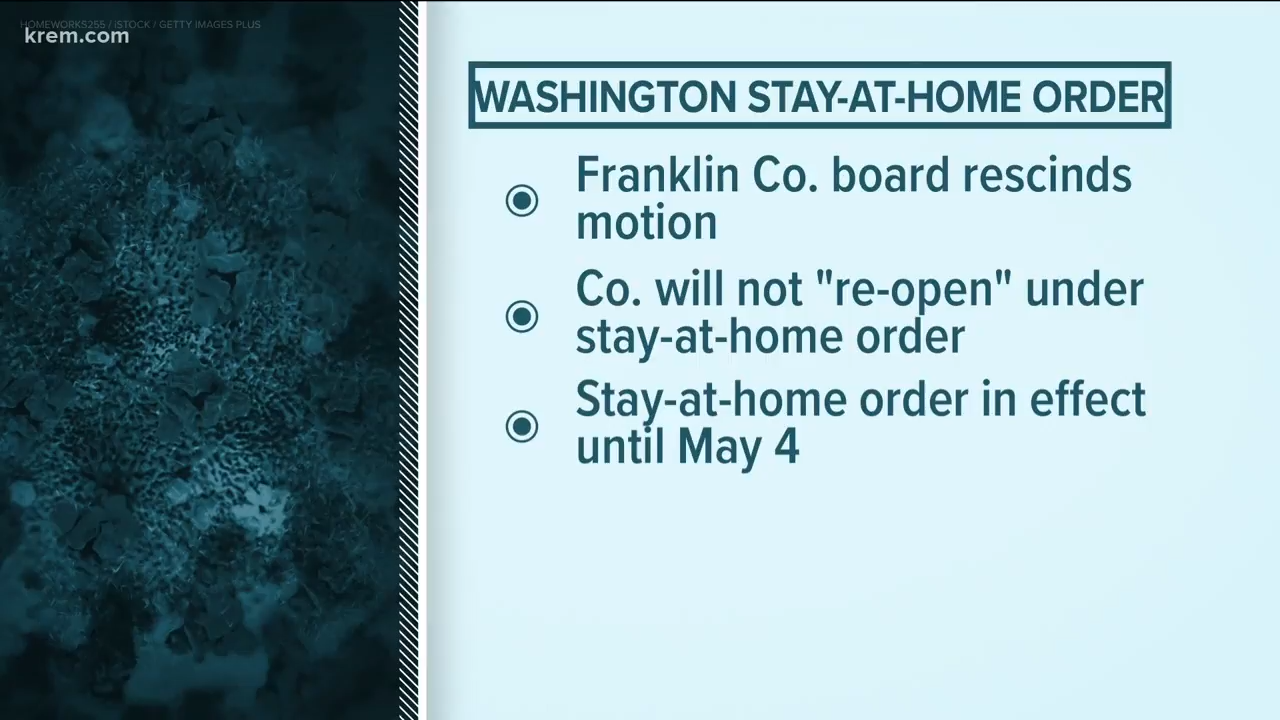 HOMEWORKS255 / iSTOCK / GETTY IMAGES PLUS
krem.com
WASHINGTON STAY-AT-HOME ORDER
Franklin Co. board rescinds
motion
Co. will not "re-open" under
stay-at-home order
Stay-at-home order in effect
until May 4